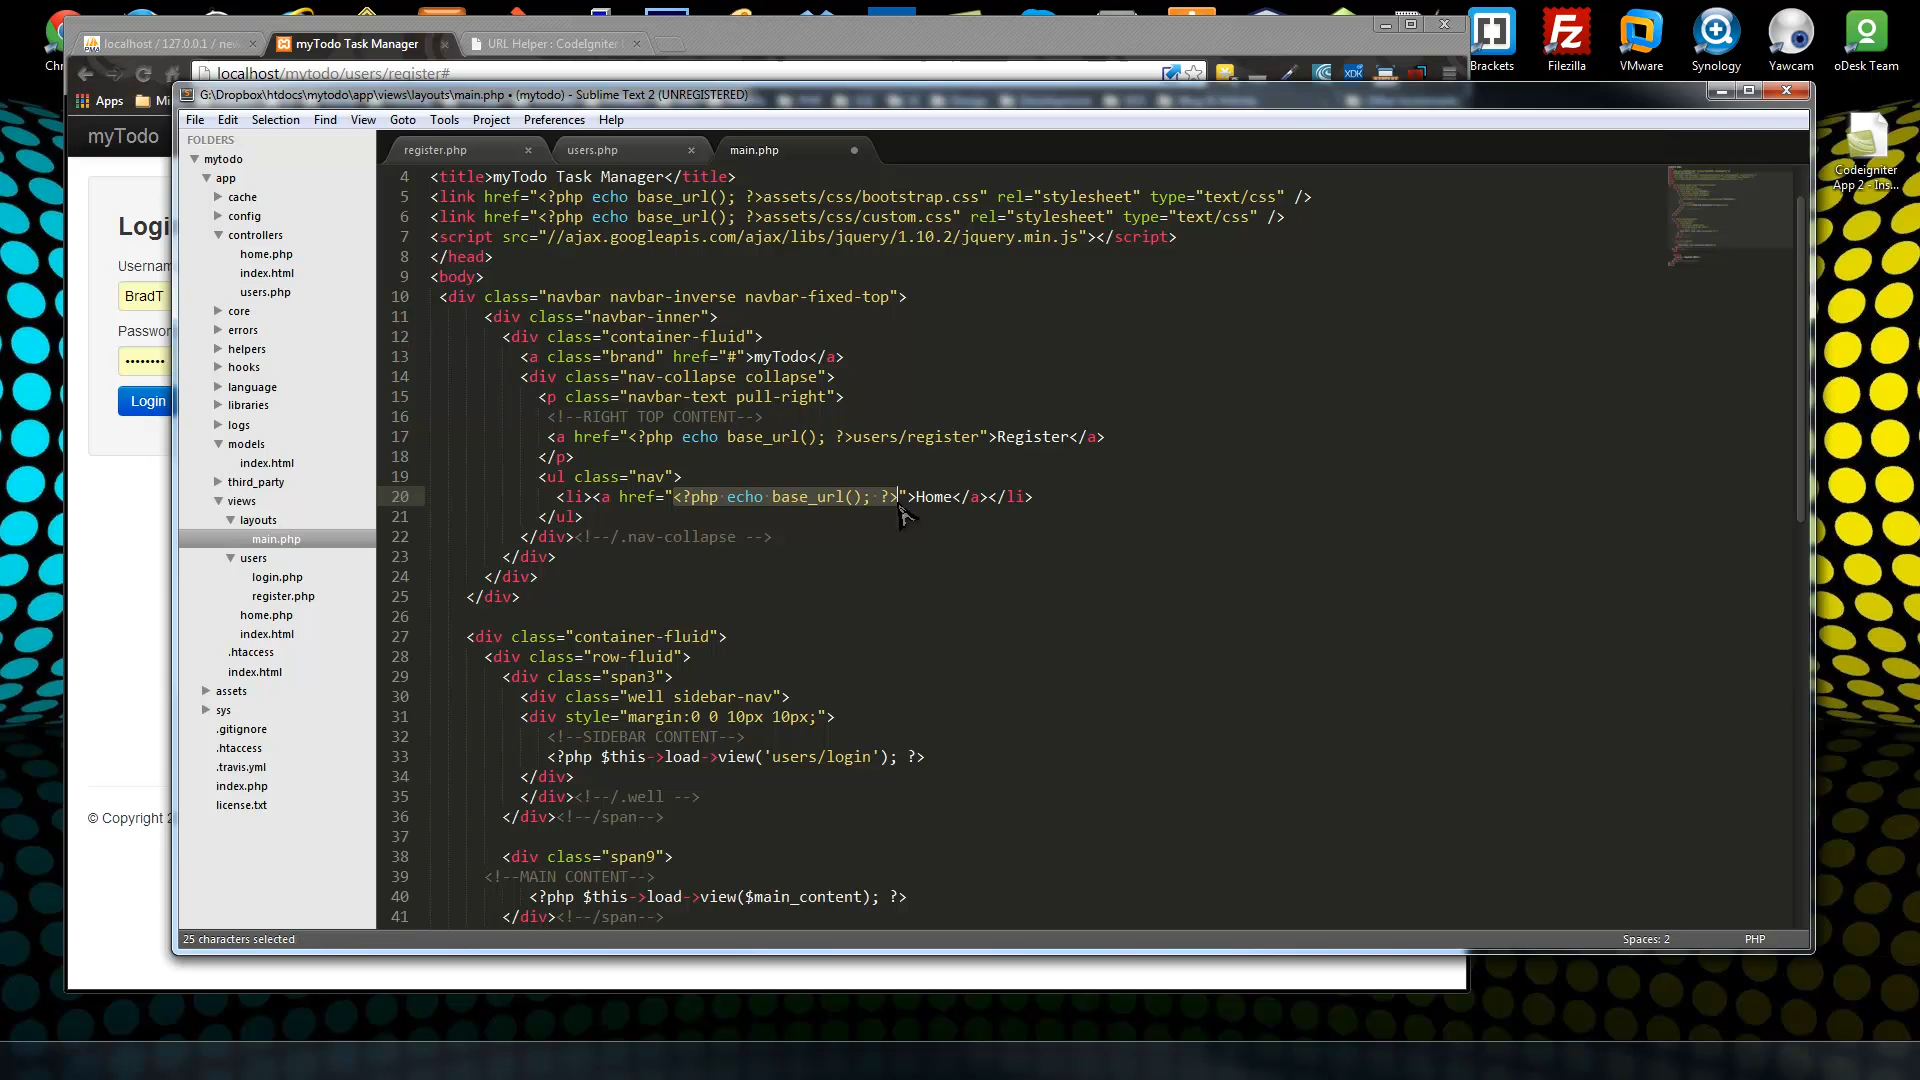 localhost / 127.0.0.1 / new
myTodo Task Manager
URL Helper : CodeIgniter
localhost/mytodo/users/register#
Apps
Brackets
Filezilla
VMware
Synology
Yawcam
oDesk Team
Codeigniter
App 2 - Ins...
G:\Dropbox\htdocs\mytodo\app\views\layouts\main.php • (mytodo) - Sublime Text 2 (UNREGISTERED)
File Edit Selection Find View Goto Tools Project Preferences Help
myTodo
Usernam
BradT
Passwor
••••••••
Login
© Copyright 2
FOLDERS
mytodo
app
cache
config
controllers
home.php
index.html
users.php
core
errors
helpers
hooks
language
libraries
logs
models
index.html
third_party
views
layouts
main.php
users
login.php
register.php
home.php
index.html
.htaccess
index.html
assets
sys
.gitignore
.htaccess
.travis.yml
index.php
license.txt
register.php
users.php
main.php
4 <title>myTodo Task Manager</title>
5 <link href="<?php echo base_url(); ?>assets/css/bootstrap.css" rel="stylesheet" type="text/css" />
6 <link href="<?php echo base_url(); ?>assets/css/custom.css" rel="stylesheet" type="text/css" />
7 <script src="//ajax.googleapis.com/ajax/libs/jquery/1.10.2/jquery.min.js"></script>
8 </head>
9 <body>
10 <div class="navbar navbar-inverse navbar-fixed-top">
11 <div class="navbar-inner">
12 <div class="container-fluid">
13 <a class="brand" href="#">myTodo</a>
14 <div class="nav-collapse collapse">
15 <p class="navbar-text pull-right">
16 <!--RIGHT TOP CONTENT-->
17 <a href="<?php echo base_url(); ?>users/register">Register</a>
18 </p>
19 <ul class="nav">
20 <li><a href="<?php echo base_url(); ?>">Home</a></li>
21 </ul>
22 </div><!--/.nav-collapse -->
23 </div>
24 </div>
25 </div>
26
27 <div class="container-fluid">
28 <div class="row-fluid">
29 <div class="span3">
30 <div class="well sidebar-nav">
31 <div style="margin:0 0 10px 10px;">
32 <!--SIDEBAR CONTENT-->
33 <?php $this->load->view('users/login'); ?>
34 </div>
35 </div><!--/.well -->
36 </div><!--/span-->
37
38 <div class="span9">
39 <!--MAIN CONTENT-->
40 <?php $this->load->view($main_content); ?>
41 </div><!--/span-->
25 characters selected
Spaces: 2
PHP